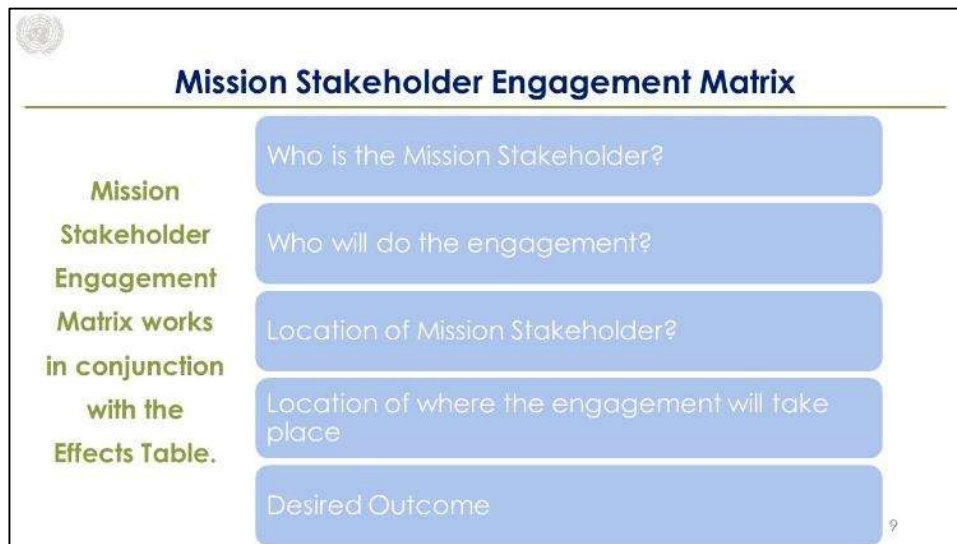 Mission Stakeholder Engagement Matrix
Mission
Stakeholder
Engagement
Matrix works
in conjunction
with the
Effects Table.
Who is the Mission Stakeholder?
Who will do the engagement?
Location of Mission Stakeholder?
Location of where the engagement will take
place
Desired Outcome
9